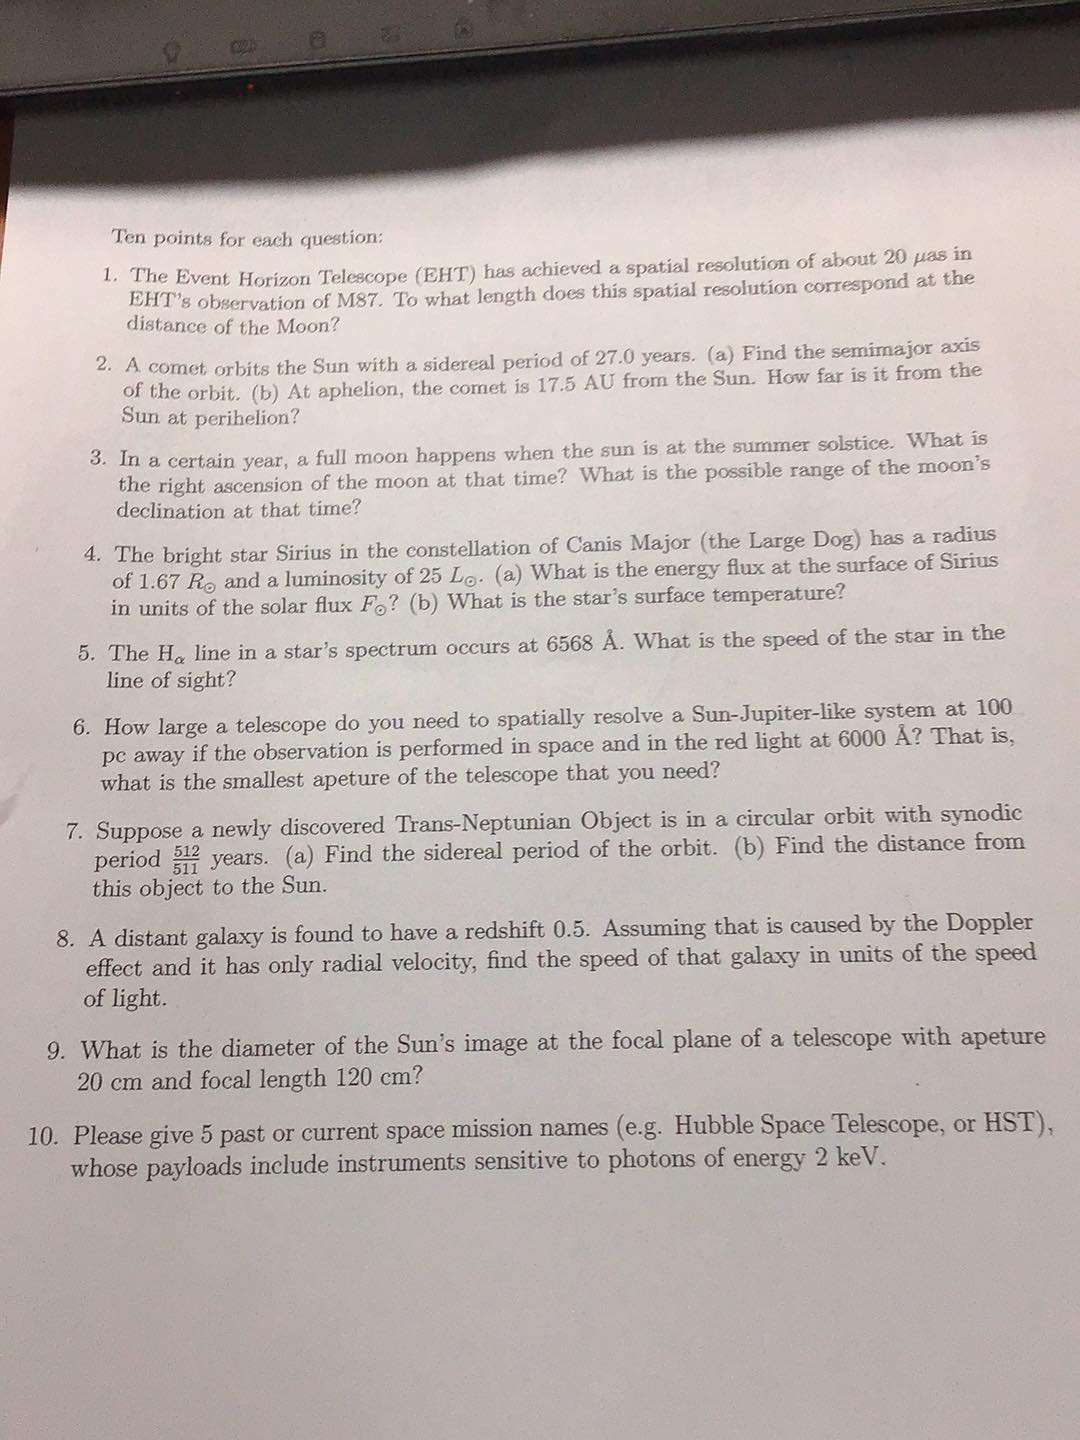 Ten points for each question:
1. The Event Horizon Telescope (EHT) has achieved a spatial resolution of about 20 μas in
EHT's observation of M87. To what length does this spatial resolution correspond at the
distance of the Moon?
2. A comet orbits the Sun with a sidereal period of 27.0 years. (a) Find the semimajor axis
of the orbit. (b) At aphelion, the comet is 17.5 AU from the Sun. How far is it from the
Sun at perihelion?
3. In a certain year, a full moon happens when the sun is at the summer solstice. What is
the right ascension of the moon at that time? What is the possible range of the moon's
declination at that time?
4. The bright star Sirius in the constellation of Canis Major (the Large Dog) has a radius
of 1.67 R⊙ and a luminosity of 25 L⊙. (a) What is the energy flux at the surface of Sirius
in units of the solar flux F⊙? (b) What is the star's surface temperature?
5. The Hα line in a star's spectrum occurs at 6568 Å. What is the speed of the star in the
line of sight?
6. How large a telescope do you need to spatially resolve a Sun-Jupiter-like system at 100
pc away if the observation is performed in space and in the red light at 6000 Å? That is,
what is the smallest apeture of the telescope that you need?
7. Suppose a newly discovered Trans-Neptunian Object is in a circular orbit with synodic
period 512/511 years. (a) Find the sidereal period of the orbit. (b) Find the distance from
this object to the Sun.
8. A distant galaxy is found to have a redshift 0.5. Assuming that is caused by the Doppler
effect and it has only radial velocity, find the speed of that galaxy in units of the speed
of light.
9. What is the diameter of the Sun's image at the focal plane of a telescope with apeture
20 cm and focal length 120 cm?
10. Please give 5 past or current space mission names (e.g. Hubble Space Telescope, or HST),
whose payloads include instruments sensitive to photons of energy 2 keV.